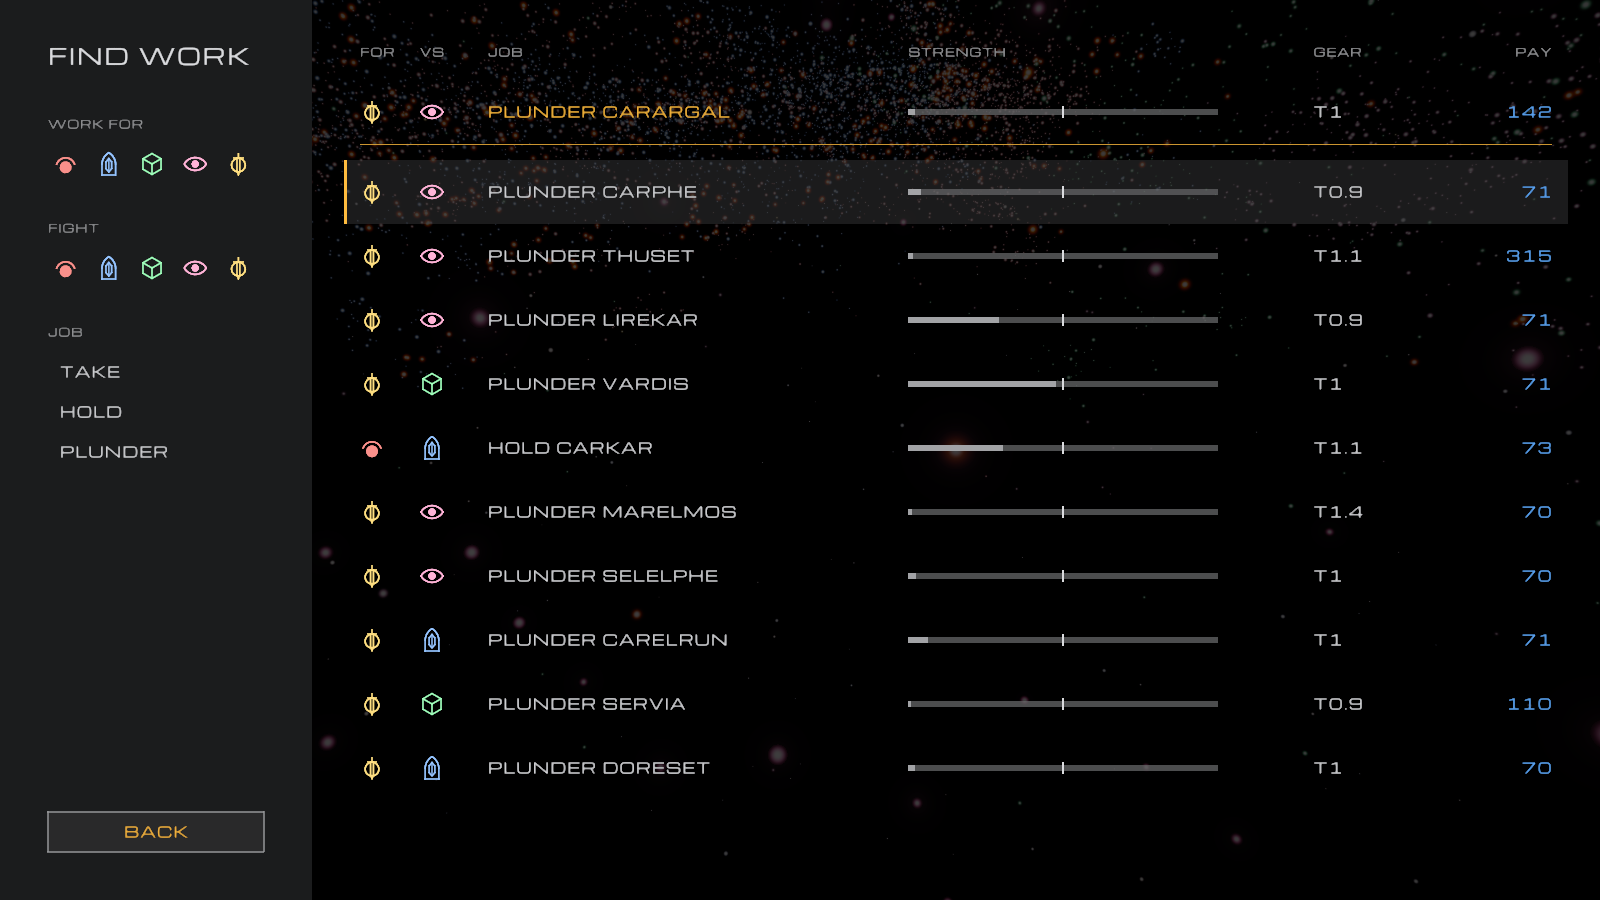 FIND WORK
WORK FOR
FIGHT
JOB
TAKE
HOLD
PLUNDER
BACK
FOR VS JOB STRENGTH GEAR PAY
PLUNDER CARARGAL T1 142
PLUNDER CARPHE T0.9 71
PLUNDER THUSET T1.1 315
PLUNDER LIREKAR T0.9 71
PLUNDER VARDIS T1 71
HOLD CARKAR T1.1 73
PLUNDER MARELMOS T1.4 70
PLUNDER SELELPHE T1 70
PLUNDER CARELRUN T1 71
PLUNDER SERVIA T0.9 110
PLUNDER DORESET T1 70